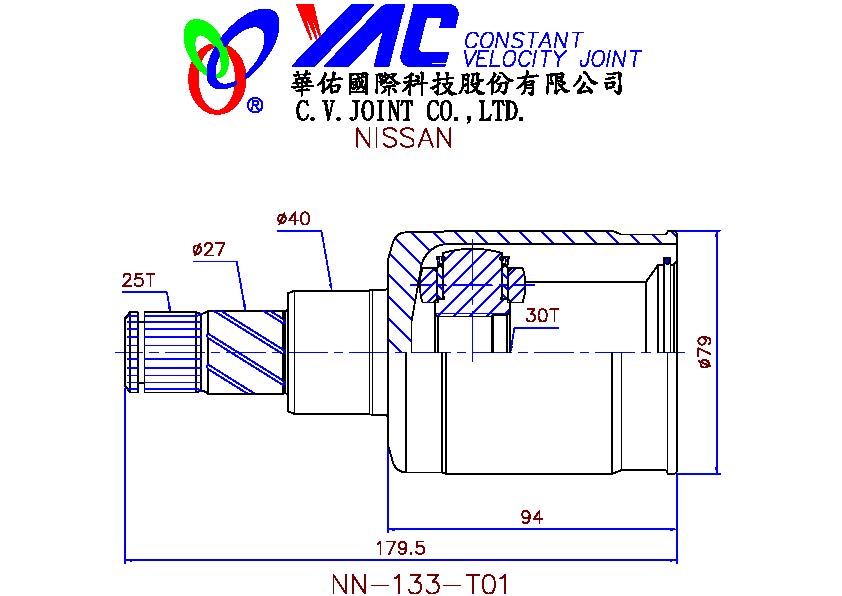 YAC CONSTANT
VELOCITY JOINT
®
華佑國際科技股份有限公司
C.V.JOINT CO.,LTD.
NISSAN
ø40
ø27
25T
30T
ø79
94
179.5
NN-133-T01